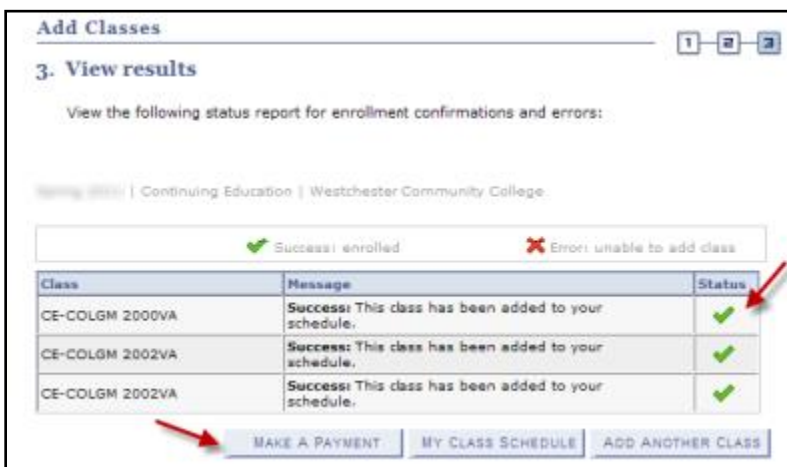 Add Classes
1 2 3
3. View results
View the following status report for enrollment confirmations and errors:
| Continuing Education | Westchester Community College
Success: enrolled Error: unable to add class
Class Message Status
CE-COLGM 2000VA Success: This class has been added to your
schedule.
CE-COLGM 2002VA Success: This class has been added to your
schedule.
CE-COLGM 2002VA Success: This class has been added to your
schedule.
MAKE A PAYMENT MY CLASS SCHEDULE ADD ANOTHER CLASS